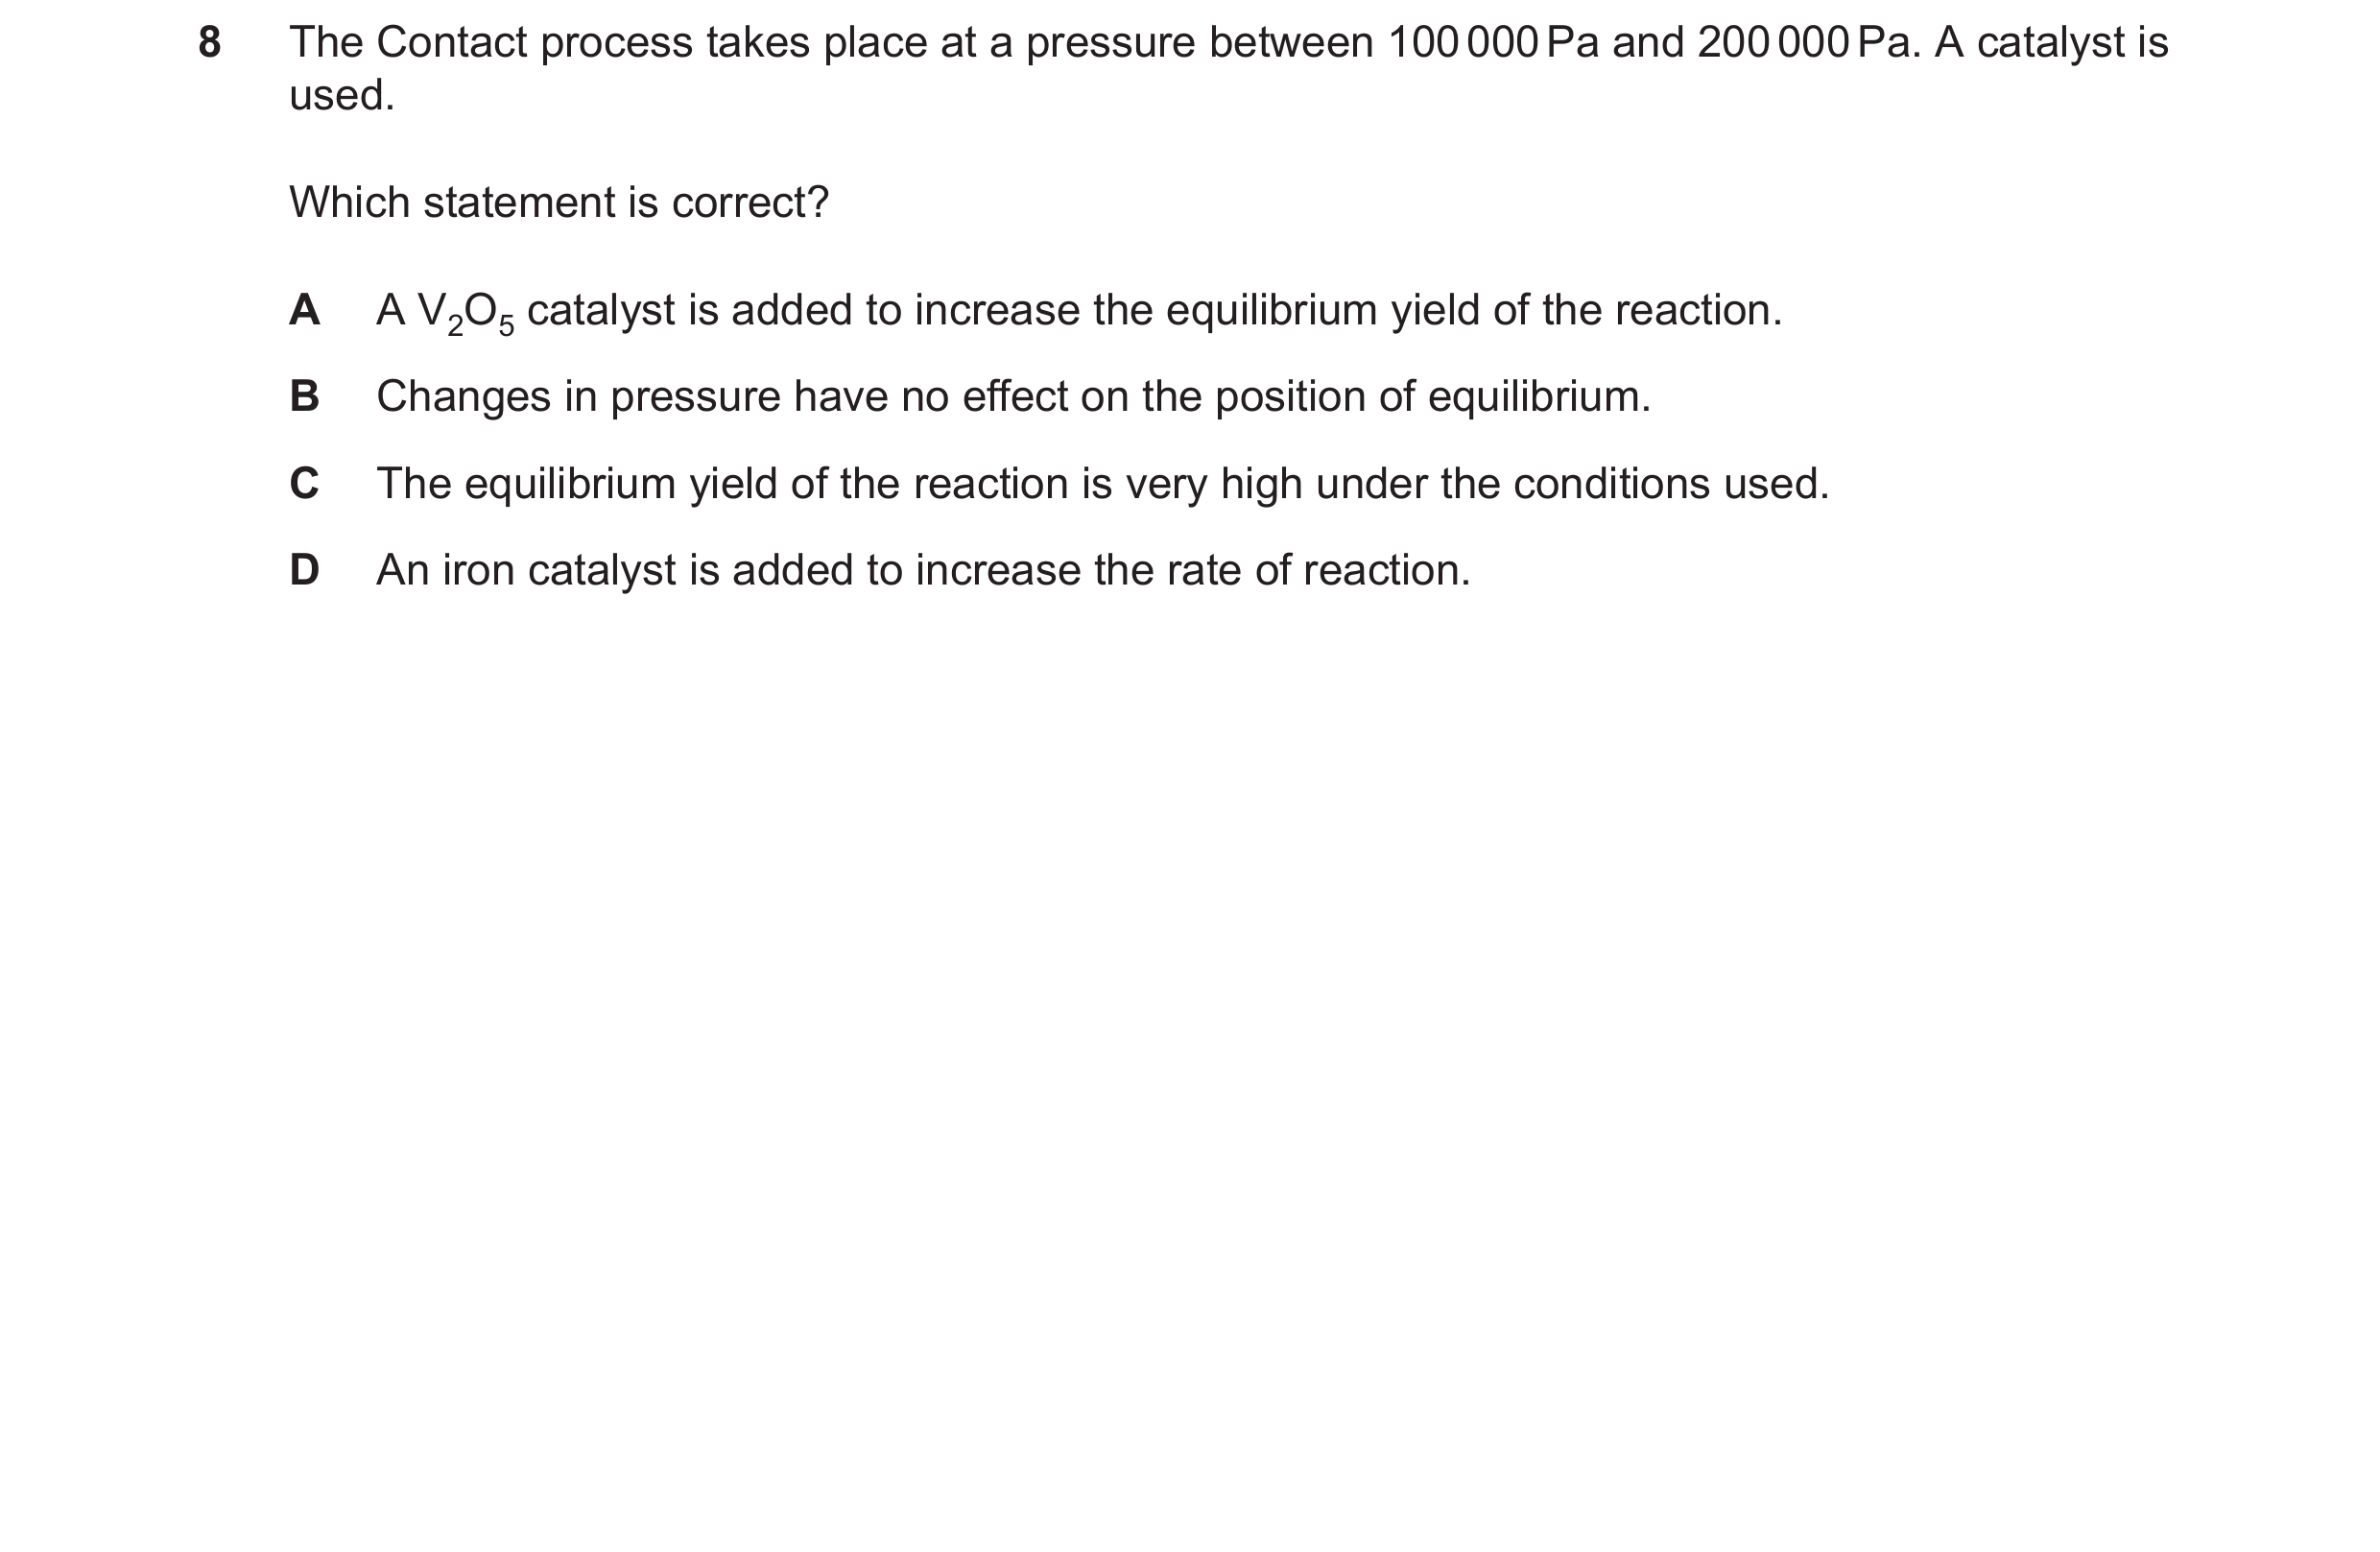 8 The Contact process takes place at a pressure between 100 000 Pa and 200 000 Pa. A catalyst is
used.
Which statement is correct?
A A V₂O₅ catalyst is added to increase the equilibrium yield of the reaction.
B Changes in pressure have no effect on the position of equilibrium.
C The equilibrium yield of the reaction is very high under the conditions used.
D An iron catalyst is added to increase the rate of reaction.